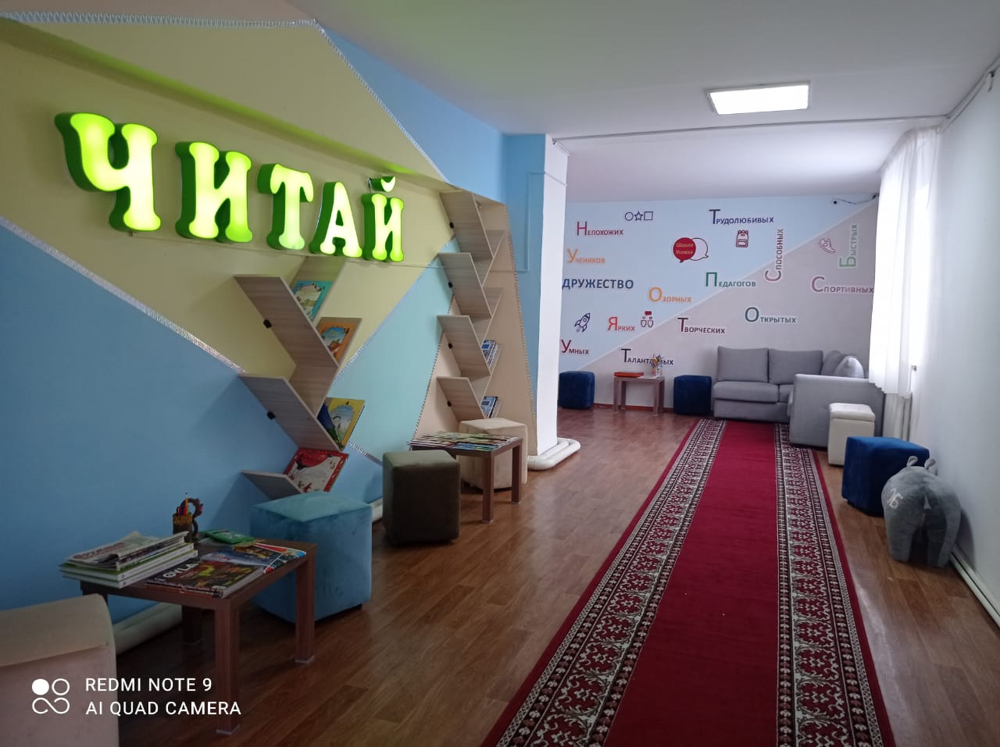 ЧИТАЙ
Трудолюбивых
Непохожих
Способных
Быстрых
Школа
Успеха
Учеников
ДРУЖЕСТВО
Педагогов
Спортивных
Озорных
Ярких
Творческих
Открытых
Умных
REDMI NOTE 9
AI QUAD CAMERA